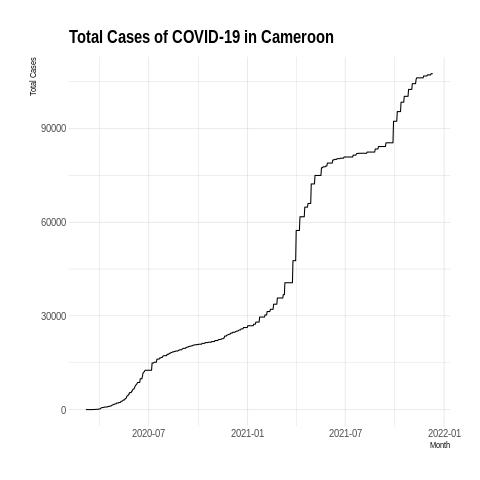 Total Cases of COVID-19 in Cameroon
Total Cases
90000
60000
30000
0
2020-07 2021-01 2021-07 2022-01
Month